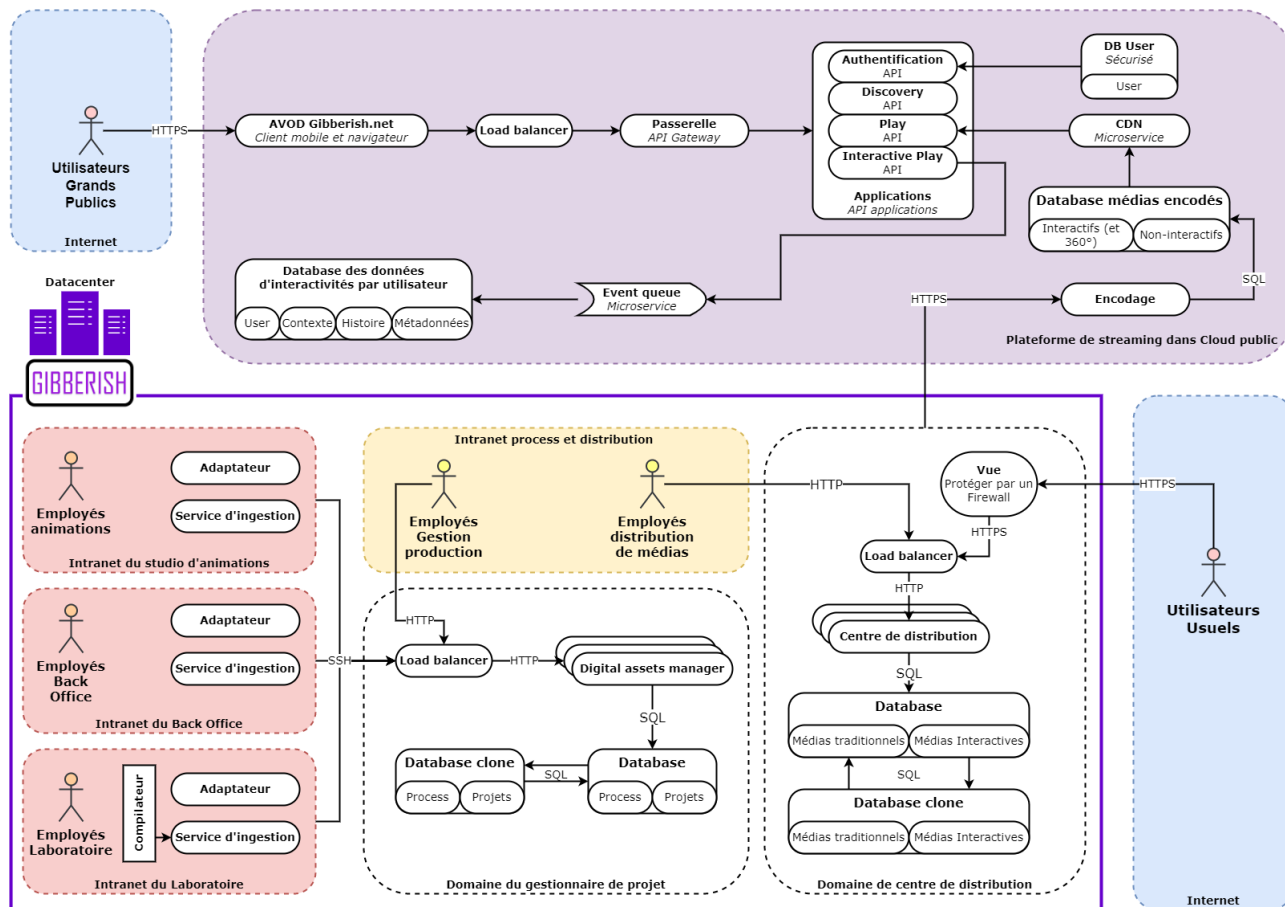 Utilisateurs
Grands
Publics
Internet
HTTPS
AVOD Gibberish.net
Client mobile et navigateur
Load balancer
Passerelle
API Gateway
Authentification
API
Discovery
API
Play
API
Interactive Play
API
Applications
API applications
DB User
Sécurisé
User
CDN
Microservice
Database médias encodés
Interactifs (et
360°)
Non-interactifs
SQL
HTTPS
Encodage
Database des données
d'interactivités par utilisateur
User
Contexte
Histoire
Métadonnées
Event queue
Microservice
Plateforme de streaming dans Cloud public
Datacenter
GIBBERISH
Employés
animations
Adaptateur
Service d'ingestion
Intranet du studio d'animations
Employés
Back
Office
Adaptateur
Service d'ingestion
Intranet du Back Office
Employés
Laboratoire
Compilateur
Adaptateur
Service d'ingestion
Intranet du Laboratoire
SSH
Intranet process et distribution
Employés
Gestion
production
Employés
distribution
de médias
HTTP
Load balancer
HTTP
Digital assets manager
SQL
Database clone
Process
Projets
SQL
Database
Process
Projets
Domaine du gestionnaire de projet
HTTP
Vue
Protéger par un
Firewall
HTTPS
HTTPS
Load balancer
HTTP
Centre de distribution
SQL
Database
Médias traditionnels
Médias Interactives
SQL
Database clone
Médias traditionnels
Médias Interactives
Domaine de centre de distribution
Utilisateurs
Usuels
Internet